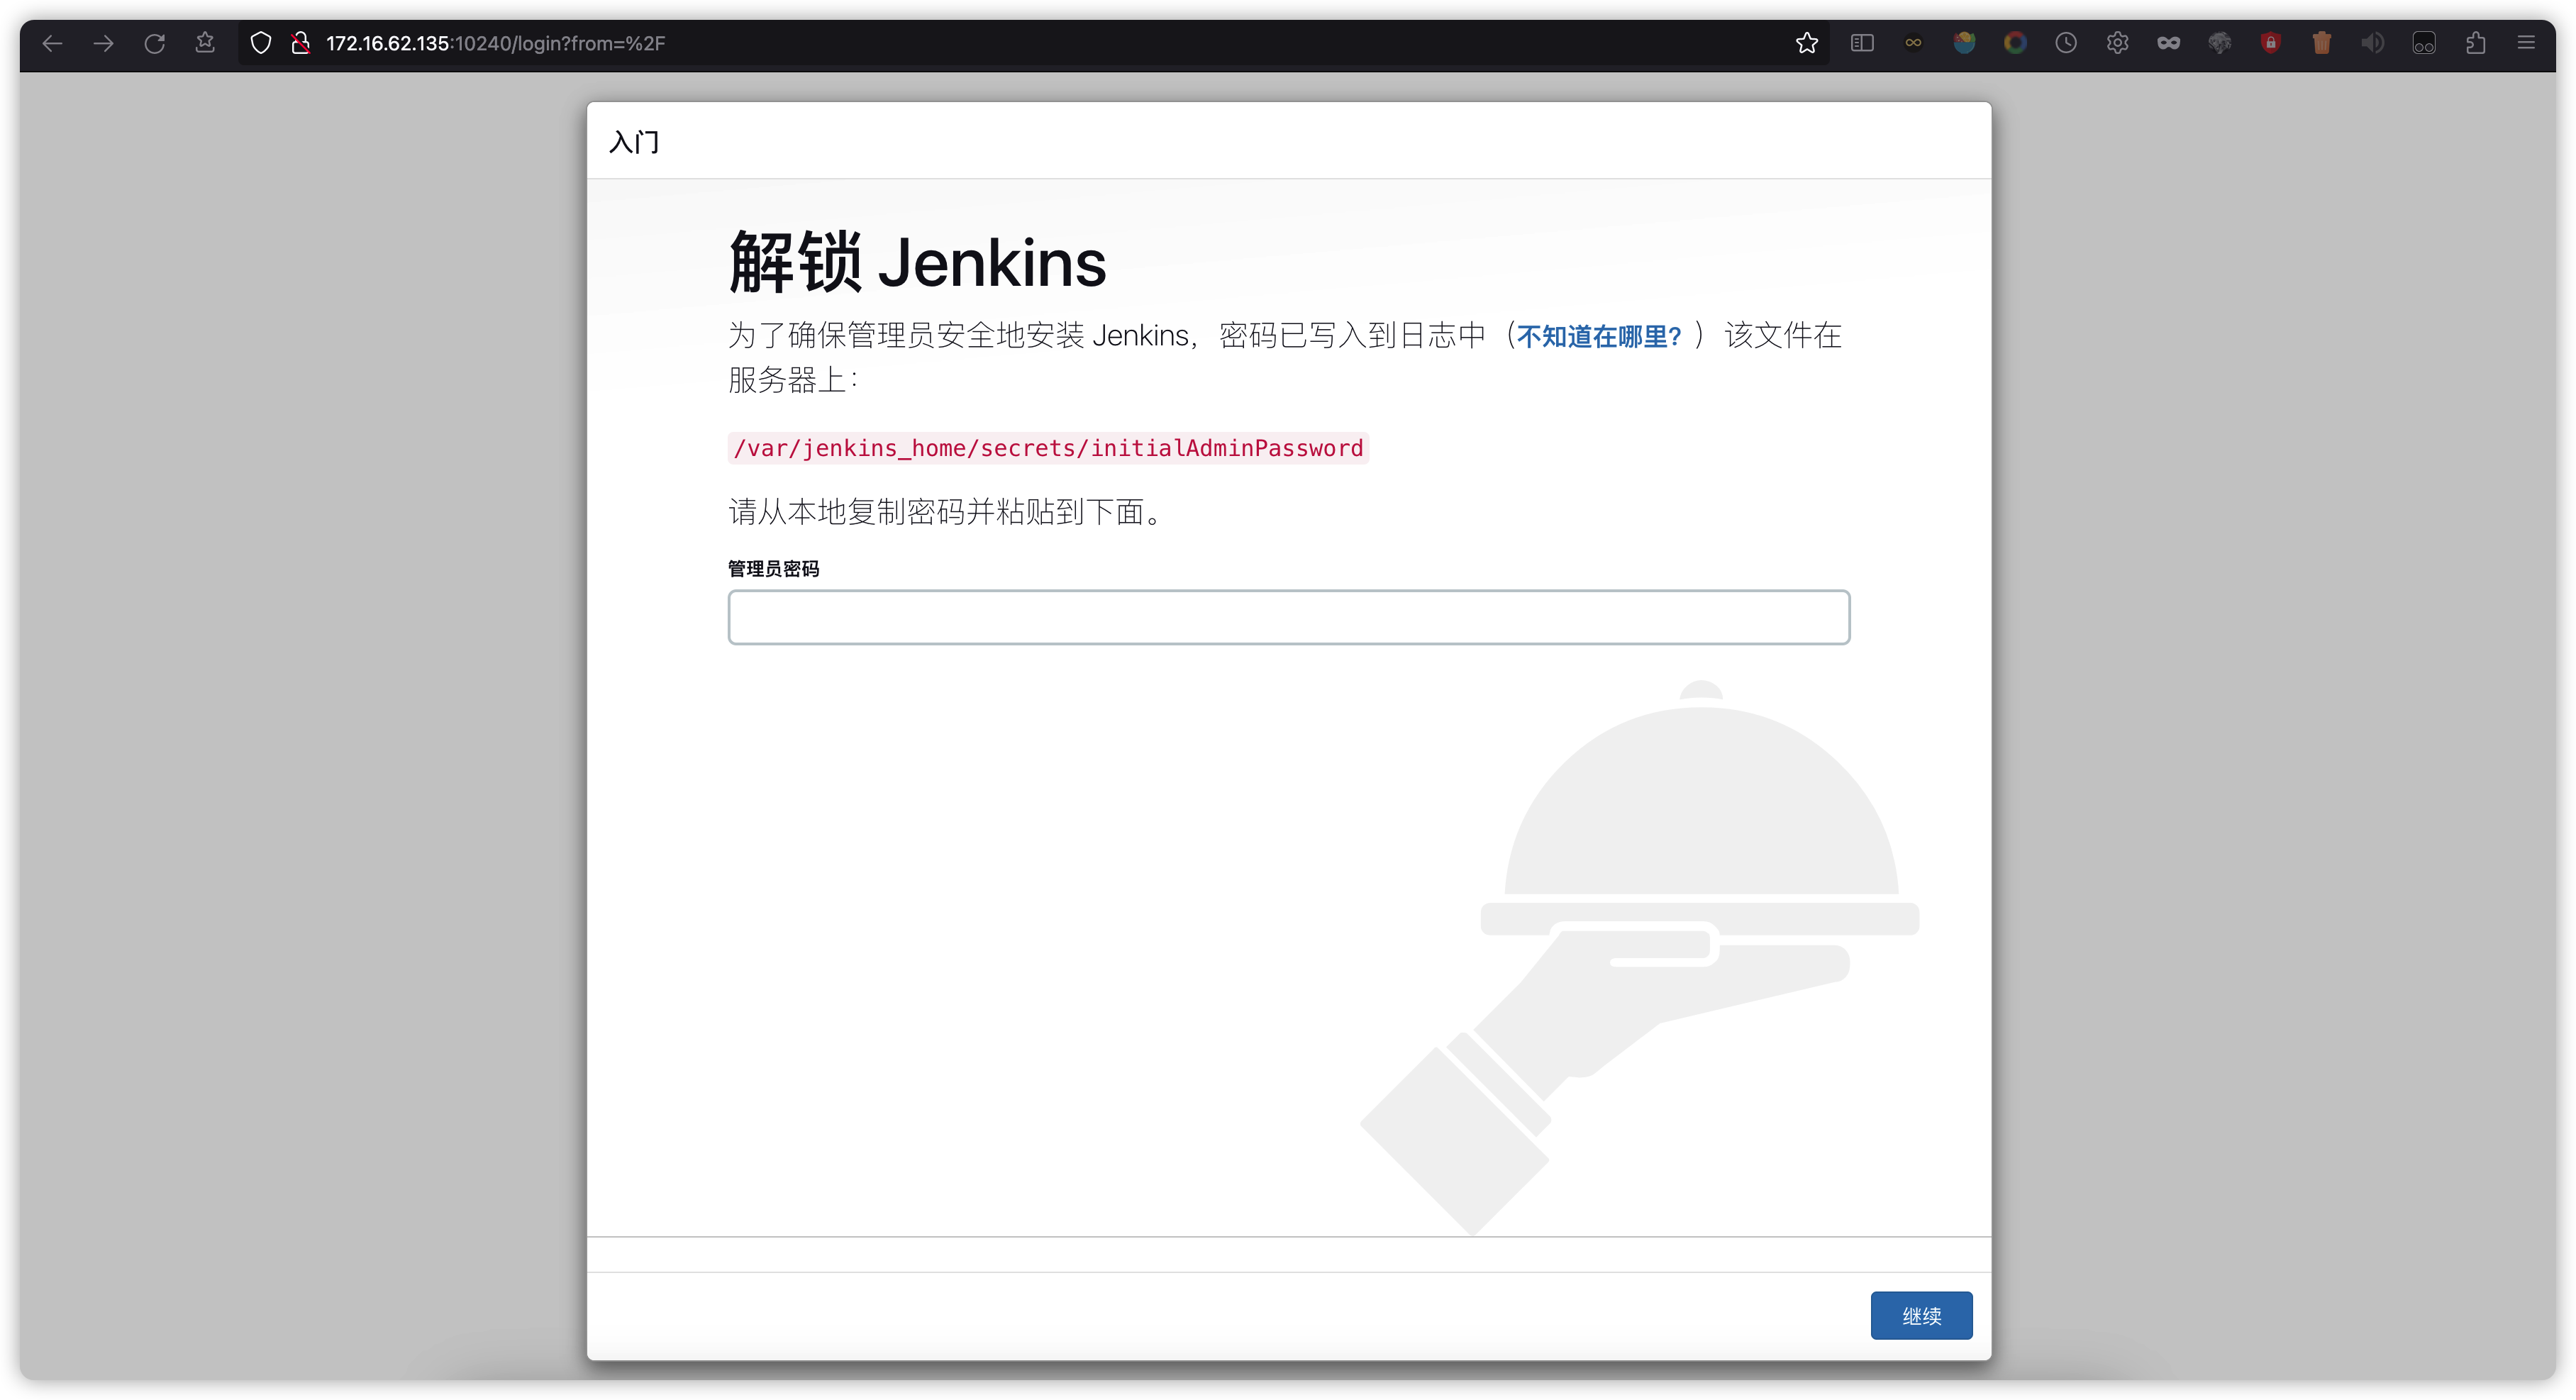 172.16.62.135:10240/login?from=%2F
入门
解锁 Jenkins
为了确保管理员安全地安装 Jenkins，密码已写入到日志中（不知道在哪里？）该文件在
服务器上：
/var/jenkins_home/secrets/initialAdminPassword
请从本地复制密码并粘贴到下面。
管理员密码
继续